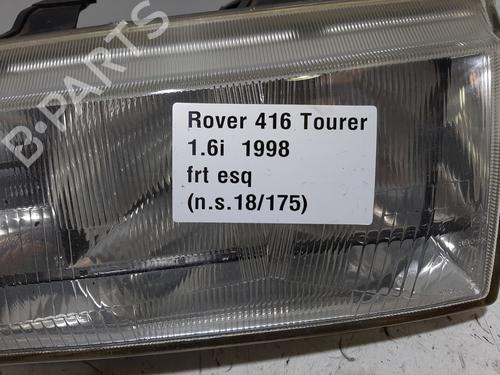 B-PARTS
Rover 416 Tourer
1.6i 1998
frt esq
(n.s.18/175)